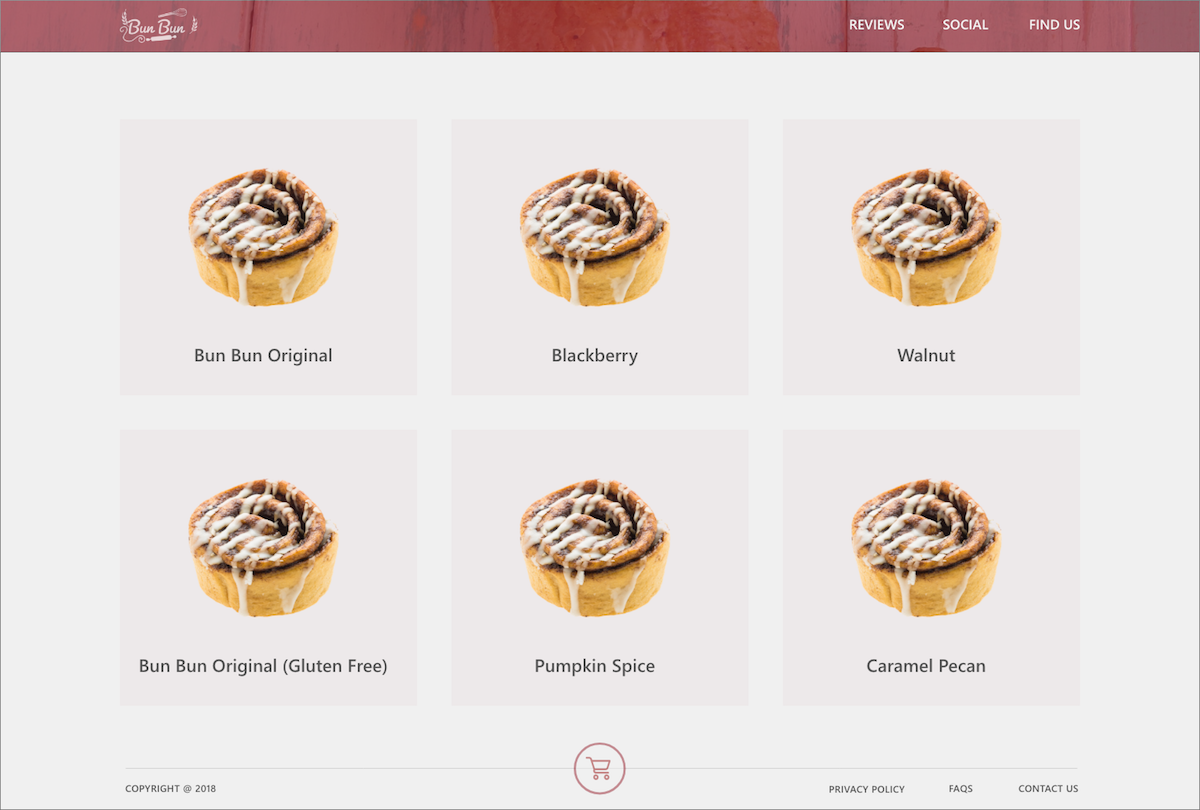 Bun Bun
REVIEWS SOCIAL FIND US
Bun Bun Original
Blackberry
Walnut
Bun Bun Original (Gluten Free)
Pumpkin Spice
Caramel Pecan
COPYRIGHT @ 2018
PRIVACY POLICY FAQS CONTACT US